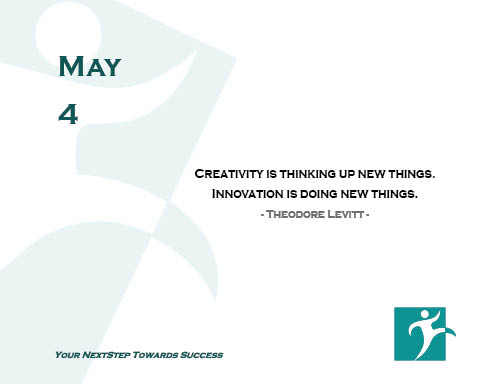 May
4
Creativity is thinking up new things.
Innovation is doing new things.
- Theodore Levitt -
Your NextStep Towards Success